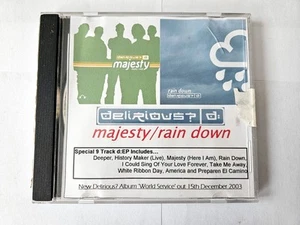 delirious? d:
majesty
rain down
delirious? d:
delirious? d:
majesty/rain down
Special 9 Track d:EP Includes...
Deeper, History Maker (Live), Majesty (Here I Am), Rain Down,
I Could Sing Of Your Love Forever, Take Me Away,
White Ribbon Day, America and Preparen El Camino
New Delirious? Album 'World Service' out 15th December 2003